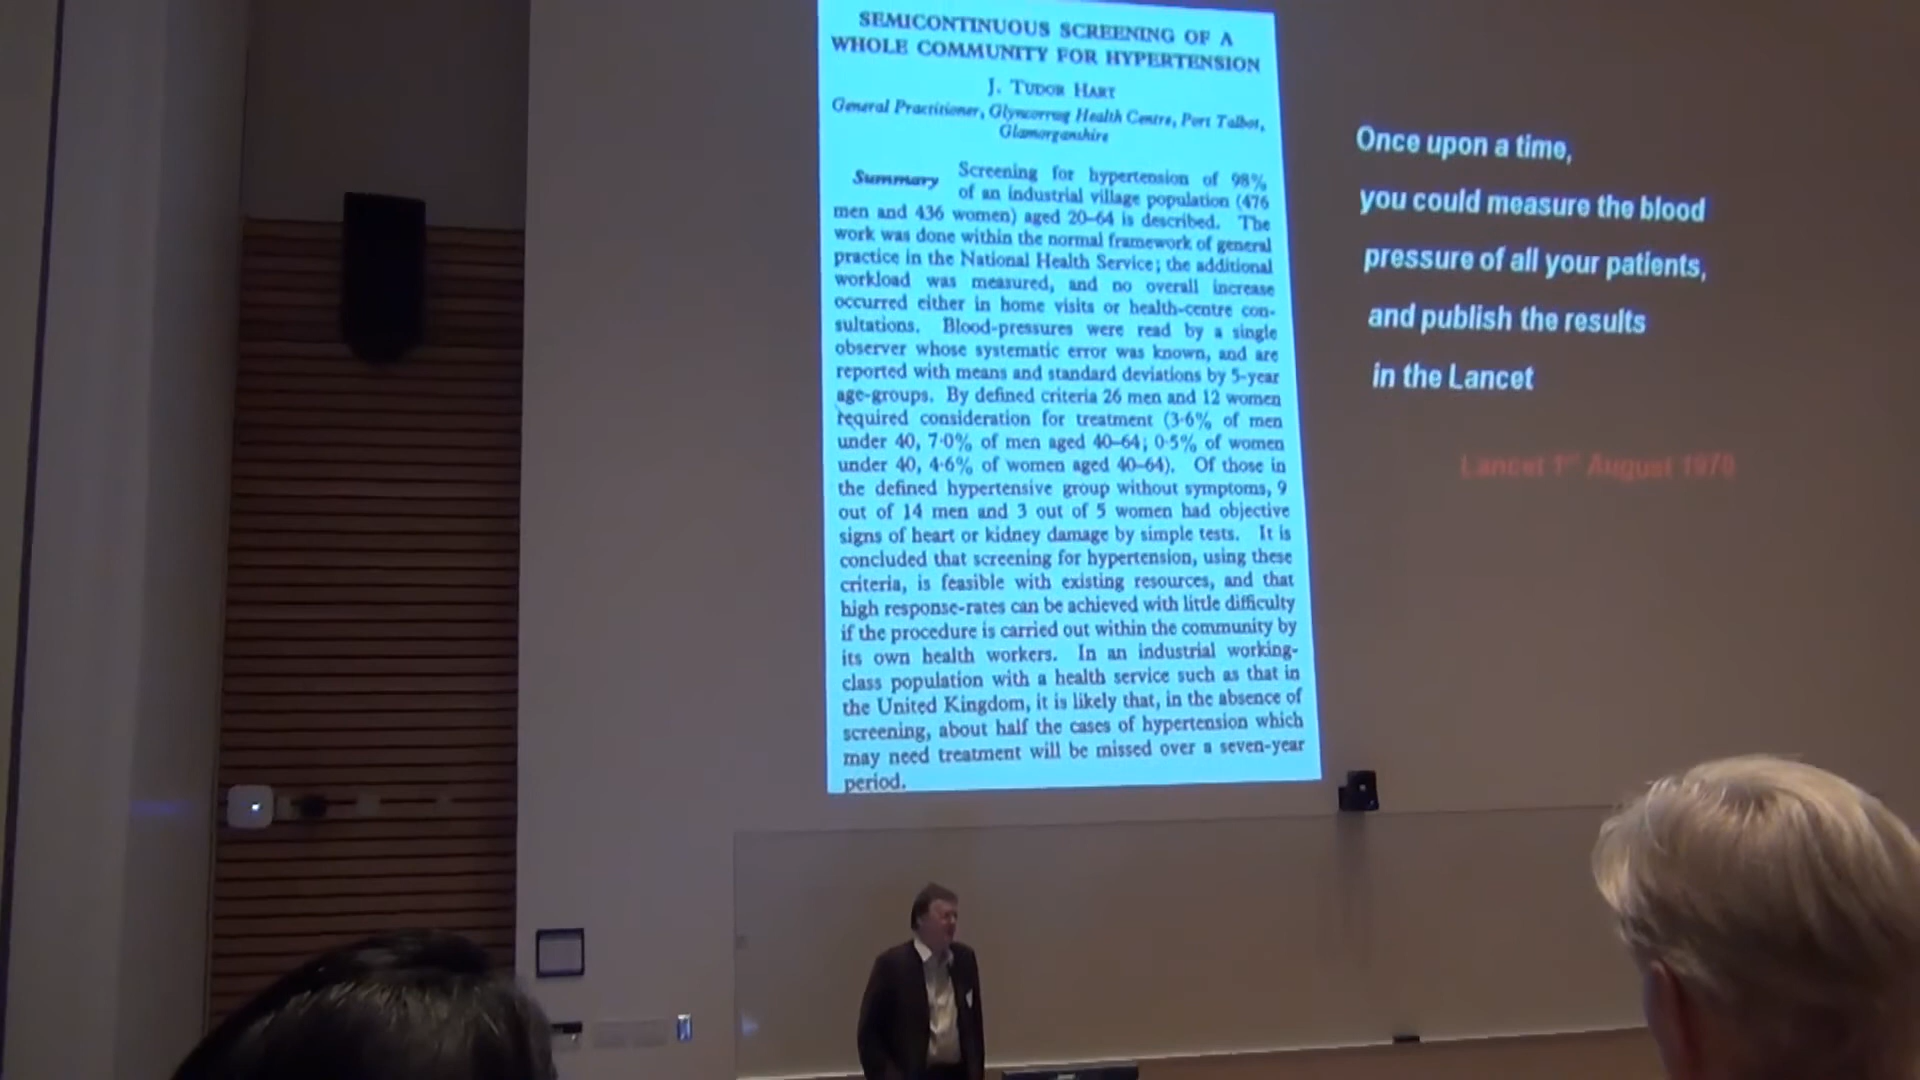 SEMICONTINUOUS SCREENING OF A
WHOLE COMMUNITY FOR HYPERTENSION
J. TUDOR HART
General Practitioner, Glyncorrwg Health Centre, Port Talbot,
Glamorganshire
Summary Screening for hypertension of 98%
of an industrial village population (476
men and 436 women) aged 20–64 is described. The
work was done within the normal framework of general
practice in the National Health Service; the additional
workload was measured, and no overall increase
occurred either in home visits or health-centre con-
sultations. Blood-pressures were read by a single
observer whose systematic error was known, and are
reported with means and standard deviations by 5-year
age-groups. By defined criteria 26 men and 12 women
required consideration for treatment (3·6% of men
under 40, 7·0% of men aged 40–64; 0·5% of women
under 40, 4·6% of women aged 40–64). Of those in
the defined hypertensive group without symptoms, 9
out of 14 men and 3 out of 5 women had objective
signs of heart or kidney damage by simple tests. It is
concluded that screening for hypertension, using these
criteria, is feasible with existing resources, and that
high response-rates can be achieved with little difficulty
if the procedure is carried out within the community by
its own health workers. In an industrial working-
class population with a health service such as that in
the United Kingdom, it is likely that, in the absence of
screening, about half the cases of hypertension which
may need treatment will be missed over a seven-year
period.
Once upon a time,
you could measure the blood
pressure of all your patients,
and publish the results
in the Lancet
Lancet 1st August 1970